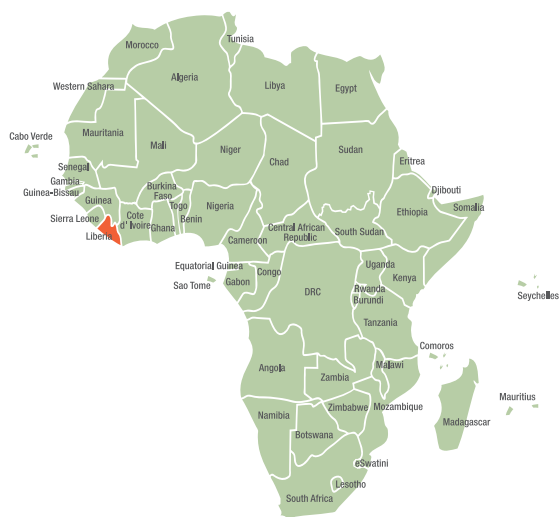 Tunisia
Morocco
Algeria
Libya
Egypt
Western Sahara
Mauritania
Mali
Niger
Chad
Sudan
Eritrea
Cabo Verde
Senegal
Gambia
Guinea-Bissau
Guinea
Burkina
Faso
Djibouti
Somalia
Sierra Leone
Liberia
Cote
d' Ivoire
Ghana
Togo
Benin
Nigeria
Ethiopia
Central African
Republic
South Sudan
Cameroon
Equatorial Guinea
Sao Tome
Gabon
Congo
DRC
Uganda
Kenya
Rwanda
Burundi
Tanzania
Seychelles
Comoros
Angola
Zambia
Malawi
Mozambique
Zimbabwe
Mauritius
Madagascar
Namibia
Botswana
eSwatini
Lesotho
South Africa